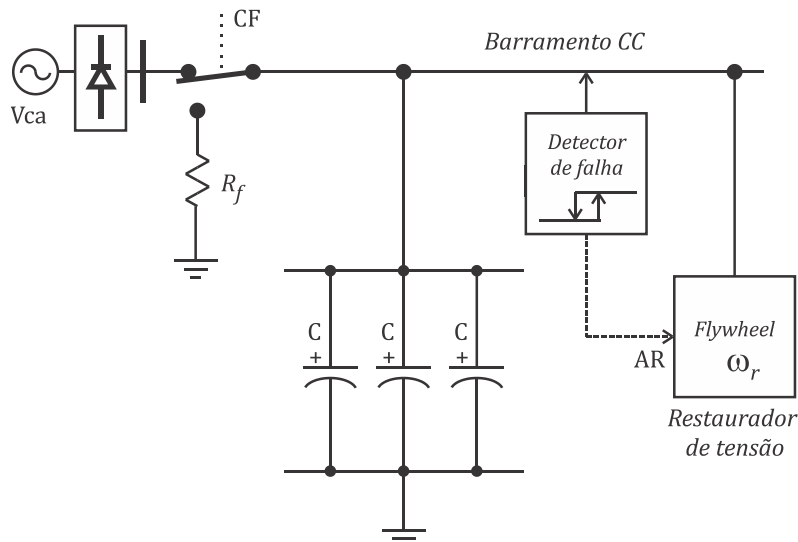 CF
Barramento CC
Vca
Detector
de falha
R_f
C
C
C
+
+
+
AR
Flywheel
ω_r
Restaurador
de tensão